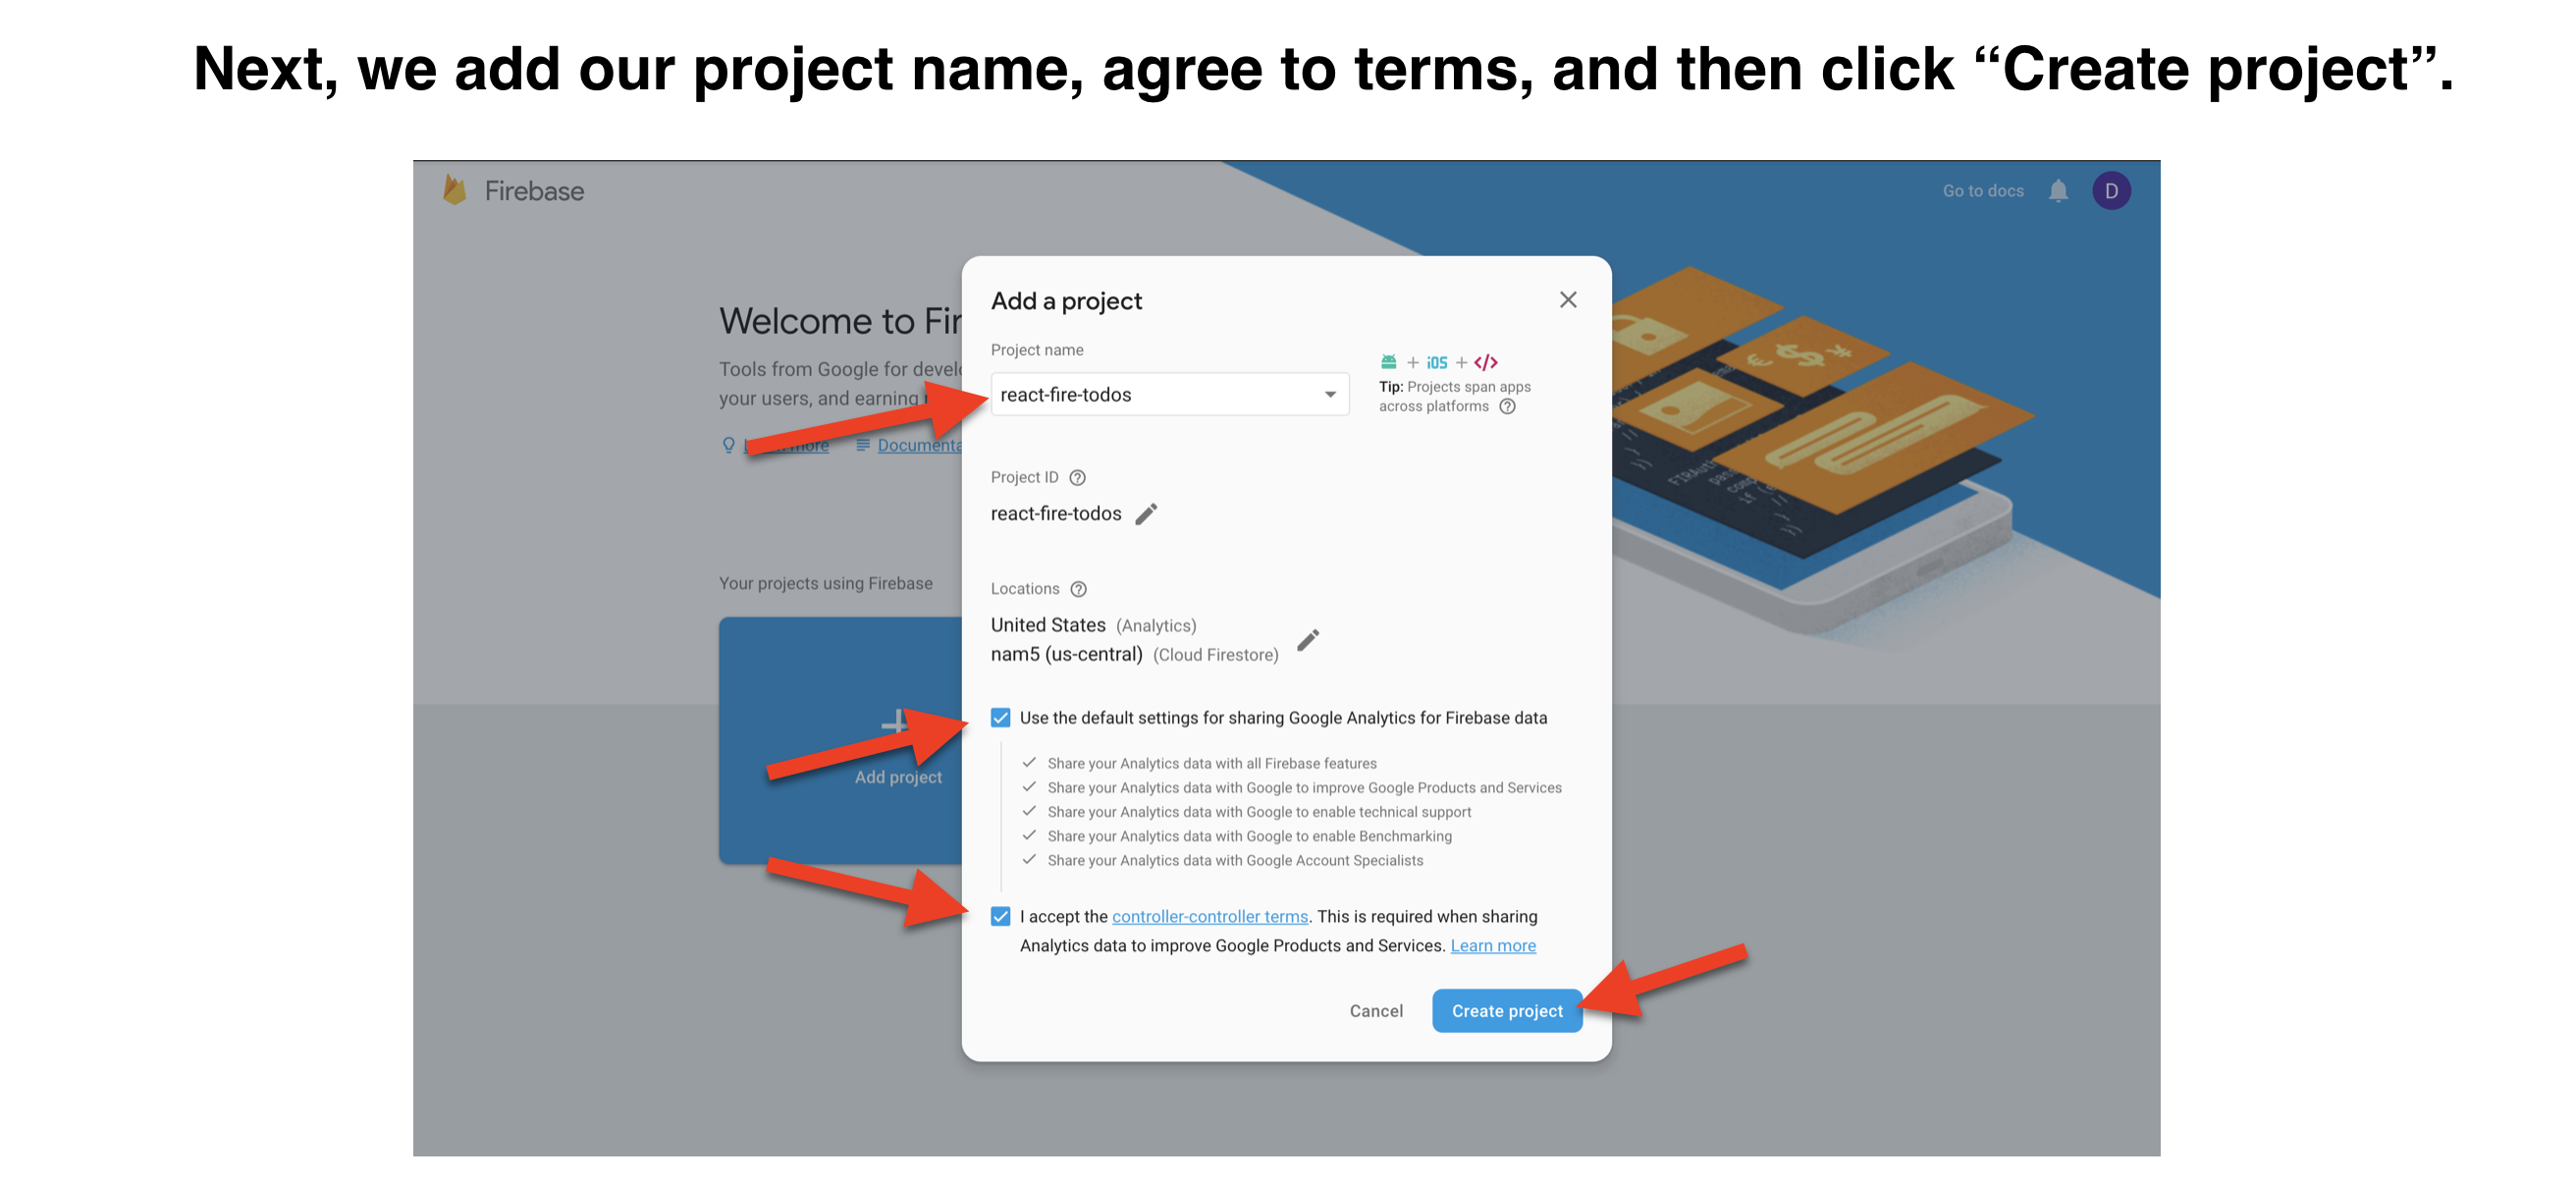 Next, we add our project name, agree to terms, and then click “Create project”.
Firebase
Go to docs
D
Welcome to Fir
Tools from Google for
your users, and earning
more
Documenta
Your projects using Firebase
Add project
Add a project
Project name
react-fire-todos
+ iOS + </>
Tip: Projects span apps
across platforms
Project ID
react-fire-todos
Locations
United States (Analytics)
nam5 (us-central) (Cloud Firestore)
Use the default settings for sharing Google Analytics for Firebase data
Share your Analytics data with all Firebase features
Share your Analytics data with Google to improve Google Products and Services
Share your Analytics data with Google to enable technical support
Share your Analytics data with Google to enable Benchmarking
Share your Analytics data with Google Account Specialists
I accept the controller-controller terms. This is required when sharing
Analytics data to improve Google Products and Services. Learn more
Cancel
Create project